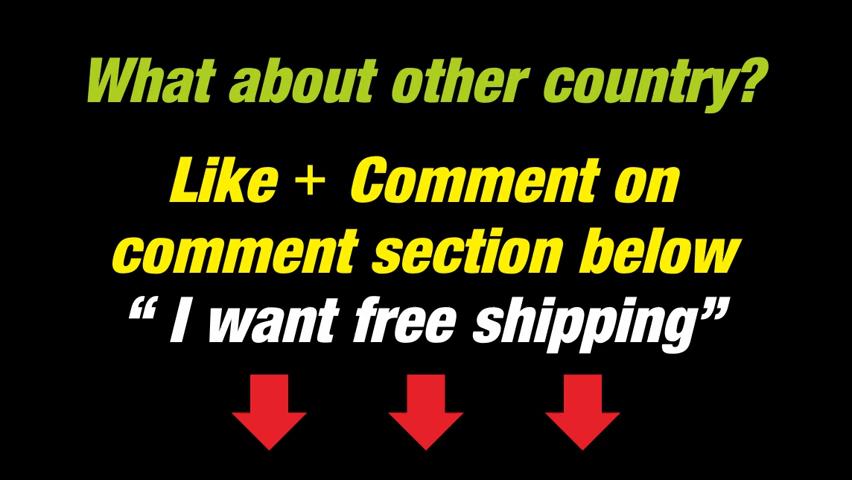 What about other country?
Like + Comment on
comment section below
“ I want free shipping”